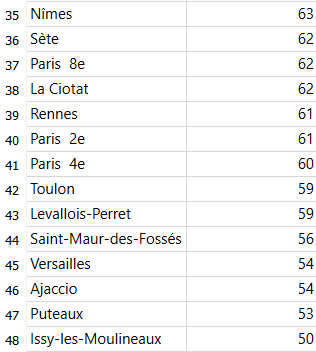 35 Nîmes 63
36 Sète 62
37 Paris  8e 62
38 La Ciotat 62
39 Rennes 61
40 Paris  2e 61
41 Paris  4e 60
42 Toulon 59
43 Levallois-Perret 59
44 Saint-Maur-des-Fossés 56
45 Versailles 54
46 Ajaccio 54
47 Puteaux 53
48 Issy-les-Moulineaux 50